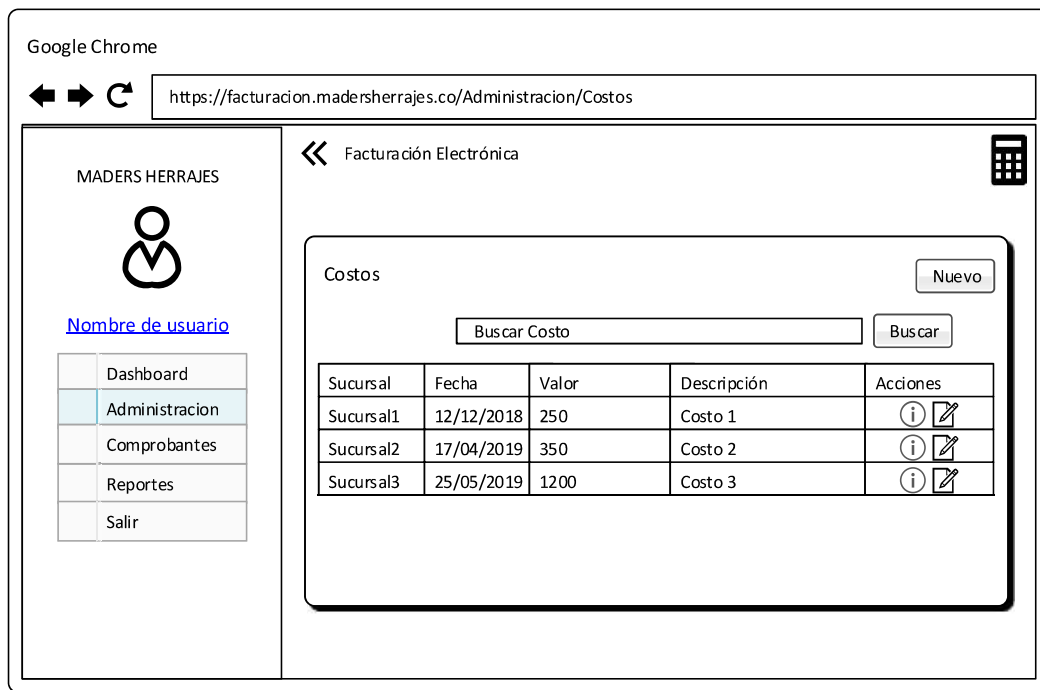 Google Chrome
https://facturacion.madersherrajes.co/Administracion/Costos
MADERS HERRAJES
Nombre de usuario
Dashboard
Administracion
Comprobantes
Reportes
Salir
Facturación Electrónica
Costos
Nuevo
Buscar Costo
Buscar
Sucursal Fecha Valor Descripción Acciones
Sucursal1 12/12/2018 250 Costo 1
Sucursal2 17/04/2019 350 Costo 2
Sucursal3 25/05/2019 1200 Costo 3